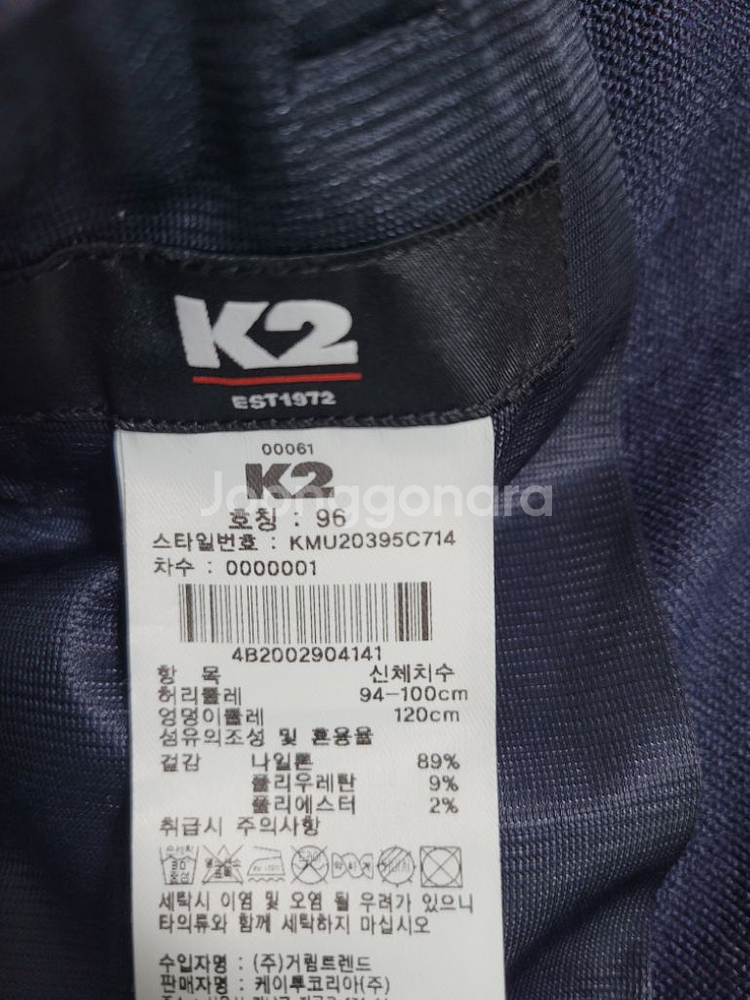 K2
EST1972
00061
K2
Joonggonara
호칭 : 96
스타일번호 : KMU20395C714
차수 : 0000001
4B2002904141
항 목 신체치수
허리둘레 94-100cm
엉덩이둘레 120cm
섬유의조성 및 혼용율
겉감 나일론 89%
폴리우레탄 9%
폴리에스터 2%
취급시 주의사항
세탁시 이염 및 오염 될 우려가 있으니
타의류와 함께 세탁하지 마십시오
수입자명 : (주)거림트렌드
판매자명 : 케이투코리아(주)